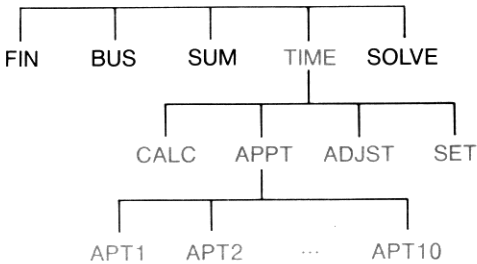 FIN BUS SUM TIME SOLVE
CALC APPT ADJST SET
APT1 APT2 ... APT10